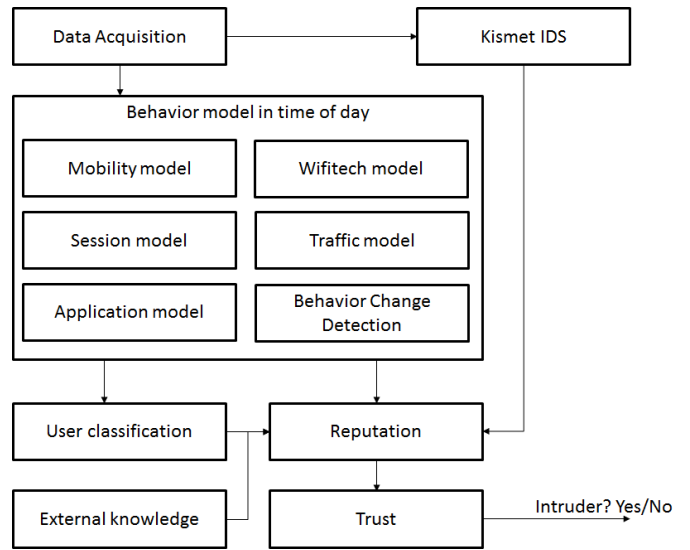 Data Acquisition
Kismet IDS
Behavior model in time of day
Mobility model
Wifitech model
Session model
Traffic model
Application model
Behavior Change
Detection
User classification
Reputation
External knowledge
Trust
Intruder? Yes/No